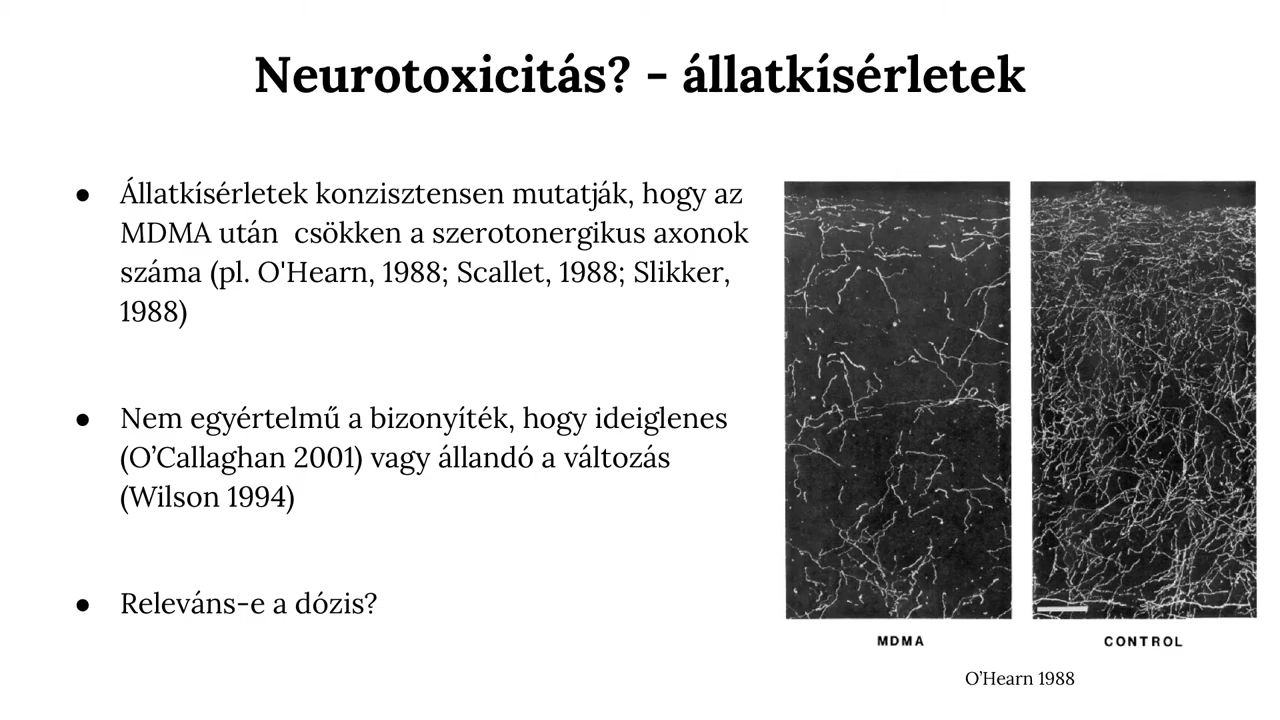 Neurotoxicitás? - állatkísérletek
● Állatkísérletek konzisztensen mutatják, hogy az
MDMA után  csökken a szerotonergikus axonok
száma (pl. O'Hearn, 1988; Scallet, 1988; Slikker,
1988)
● Nem egyértelmű a bizonyíték, hogy ideiglenes
(O’Callaghan 2001) vagy állandó a változás
(Wilson 1994)
● Releváns-e a dózis?
MDMA
CONTROL
O’Hearn 1988